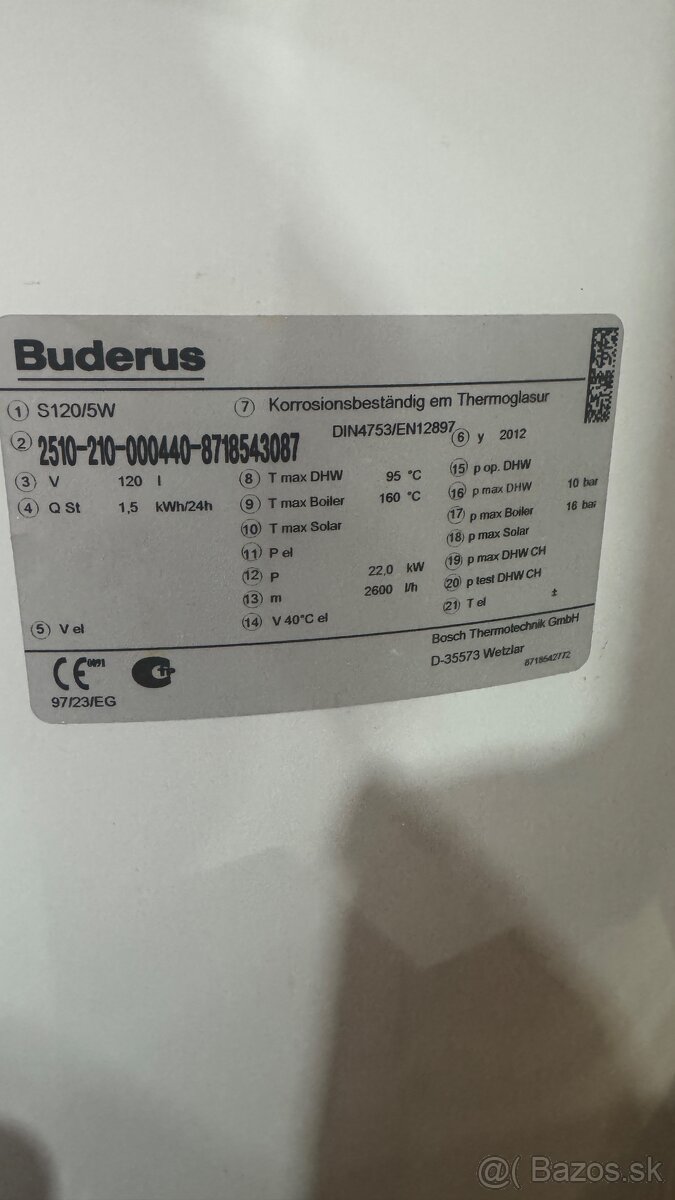 Buderus
1 S120/5W
7 Korrosionsbeständig em Thermoglasur
2 2510-210-000440-8718543087
DIN4753/EN12897
6 y 2012
3 V 120 l
4 Q St 1,5 kWh/24h
5 V el
8 T max DHW 95 °C
9 T max Boiler 160 °C
10 T max Solar
11 P el
12 P 22,0 kW
13 m 2600 l/h
14 V 40°C el
15 p op. DHW
16 p max DHW 10 bar
17 p max Boiler 16 bar
18 p max Solar
19 p max DHW CH
20 p test DHW CH
21 T el ±
CE 0091
97/23/EG
Bosch Thermotechnik GmbH
D-35573 Wetzlar
8718542772
@( Bazos.sk